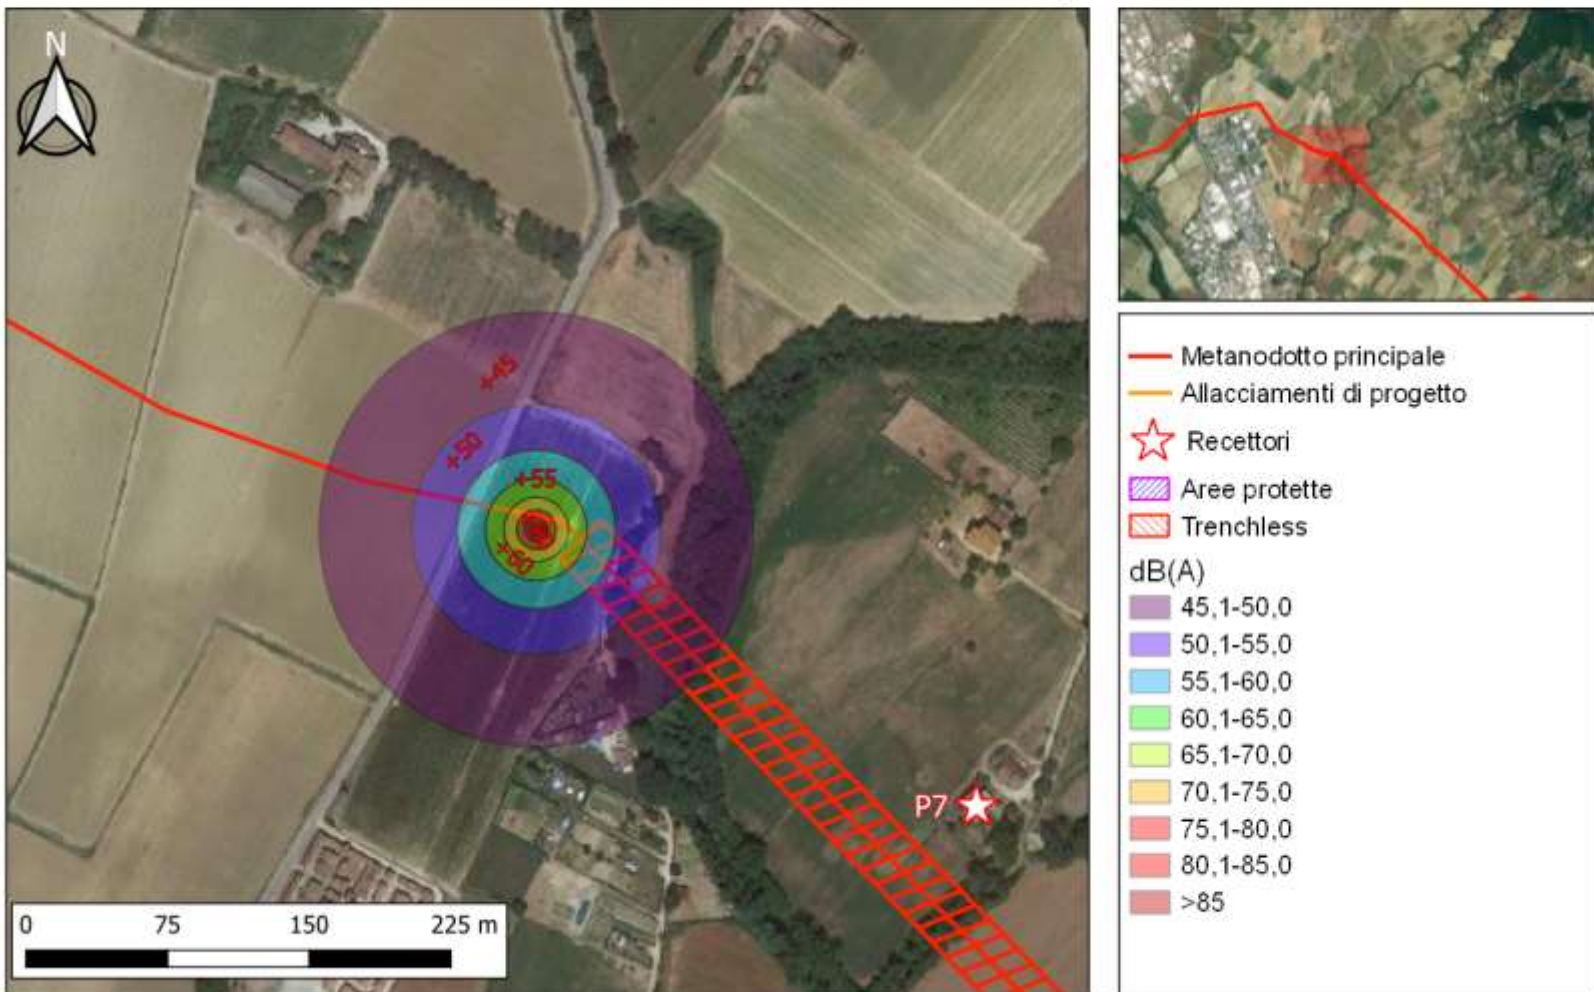 N
+45
+50
+55
+60
P7
0 75 150 225 m
Metanodotto principale
Allacciamenti di progetto
Recettori
Aree protette
Trenchless
dB(A)
45,1-50,0
50,1-55,0
55,1-60,0
60,1-65,0
65,1-70,0
70,1-75,0
75,1-80,0
80,1-85,0
>85